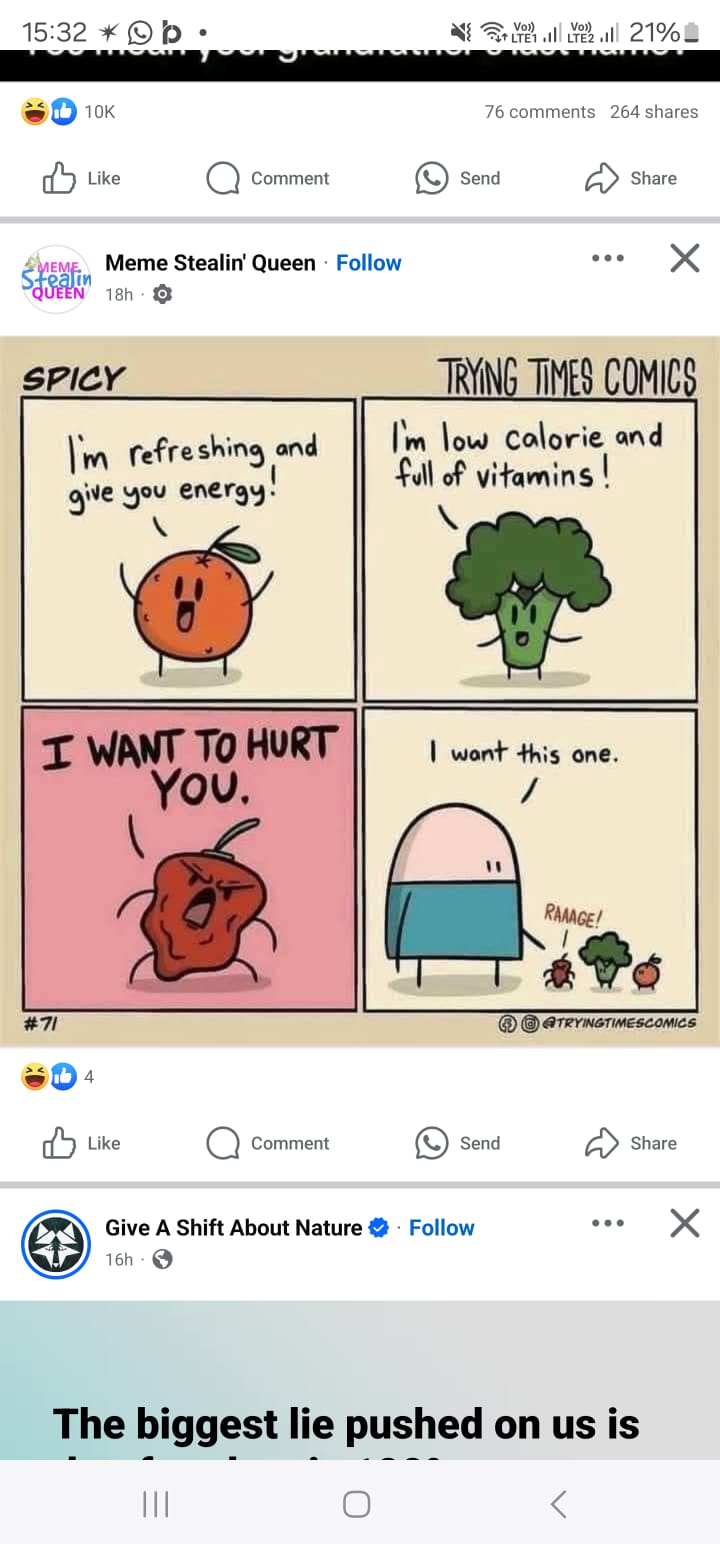 15:32
Vo)) LTE1 Vo)) LTE2 21%
10K 76 comments 264 shares
Like Comment Send Share
MEME
Stealin
QUEEN
Meme Stealin' Queen · Follow
18h ·
SPICY TRYING TIMES COMICS
I'm refreshing and
give you energy!
I'm low calorie and
full of vitamins!
I WANT TO HURT
YOU.
I want this one.
RAAAGE!
#71 @TRYINGTIMESCOMICS
4
Like Comment Send Share
Give A Shift About Nature · Follow
16h ·
The biggest lie pushed on us is